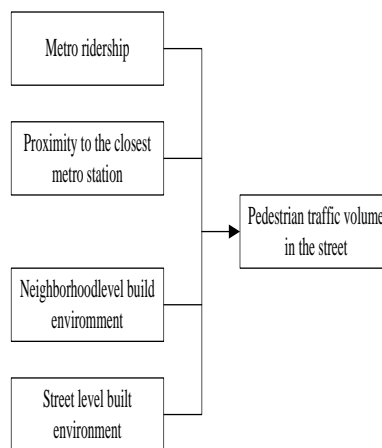 Metro ridership
Proximity to the closest
metro station
Pedestrian traffic volume
in the street
Neighborhoodlevel build
enviromment
Street level built
environment